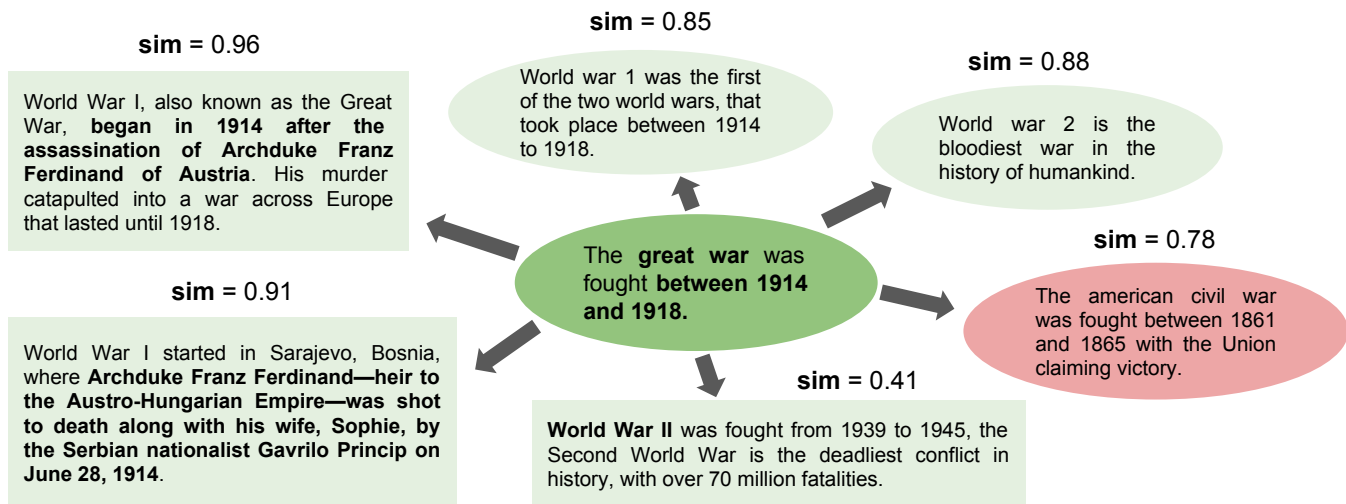 sim = 0.96
World War I, also known as the Great
War, began in 1914 after the
assassination of Archduke Franz
Ferdinand of Austria. His murder
catapulted into a war across Europe
that lasted until 1918.
sim = 0.85
World war 1 was the first
of the two world wars, that
took place between 1914
to 1918.
sim = 0.88
World war 2 is the
bloodiest war in the
history of humankind.
The great war was
fought between 1914
and 1918.
sim = 0.78
The american civil war
was fought between 1861
and 1865 with the Union
claiming victory.
sim = 0.91
World War I started in Sarajevo, Bosnia,
where Archduke Franz Ferdinand—heir to
the Austro-Hungarian Empire—was shot
to death along with his wife, Sophie, by
the Serbian nationalist Gavrilo Princip on
June 28, 1914.
sim = 0.41
World War II was fought from 1939 to 1945, the
Second World War is the deadliest conflict in
history, with over 70 million fatalities.